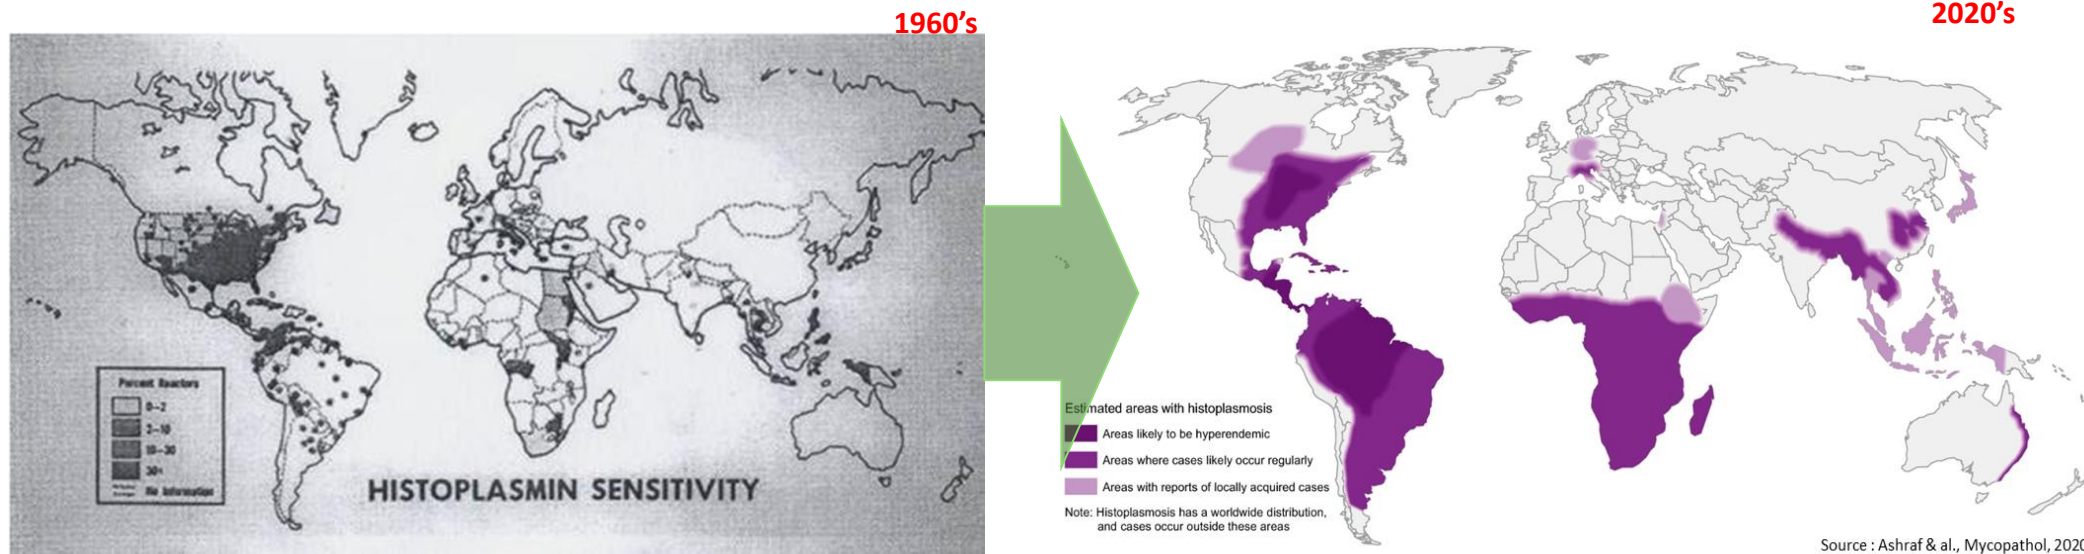 1960’s
2020’s
Percent Reactors
0-2
2-10
10-30
30+
No Information
HISTOPLASMIN SENSITIVITY
Estimated areas with histoplasmosis
Areas likely to be hyperendemic
Areas where cases likely occur regularly
Areas with reports of locally acquired cases
Note: Histoplasmosis has a worldwide distribution,
and cases occur outside these areas
Source : Ashraf & al., Mycopathol, 2020